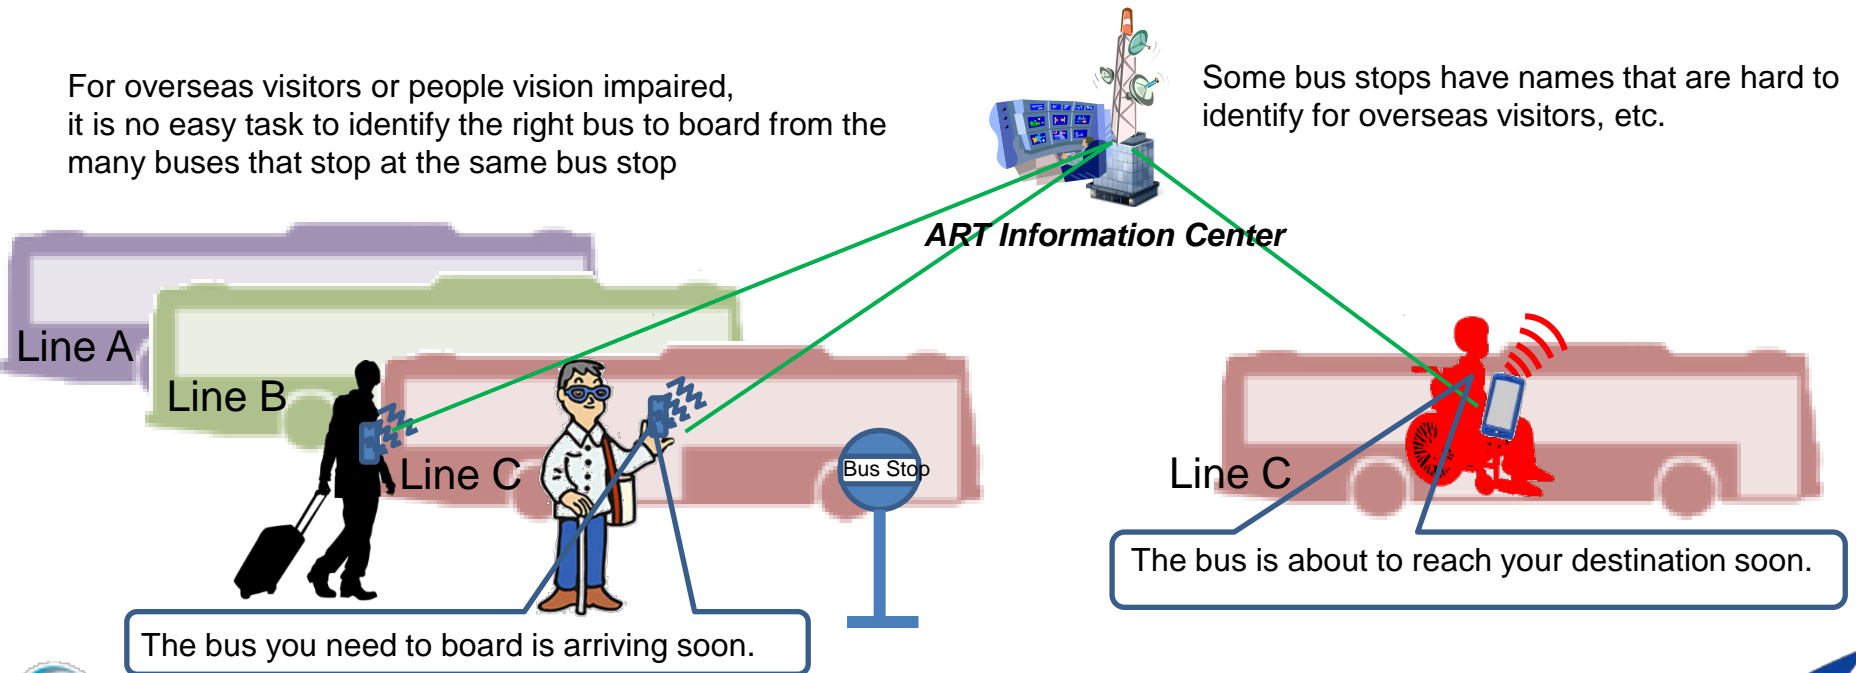 For overseas visitors or people vision impaired,
it is no easy task to identify the right bus to board from the
many buses that stop at the same bus stop
Some bus stops have names that are hard to
identify for overseas visitors, etc.
ART Information Center
Line A
Line B
Line C
Bus Stop
Line C
The bus is about to reach your destination soon.
The bus you need to board is arriving soon.